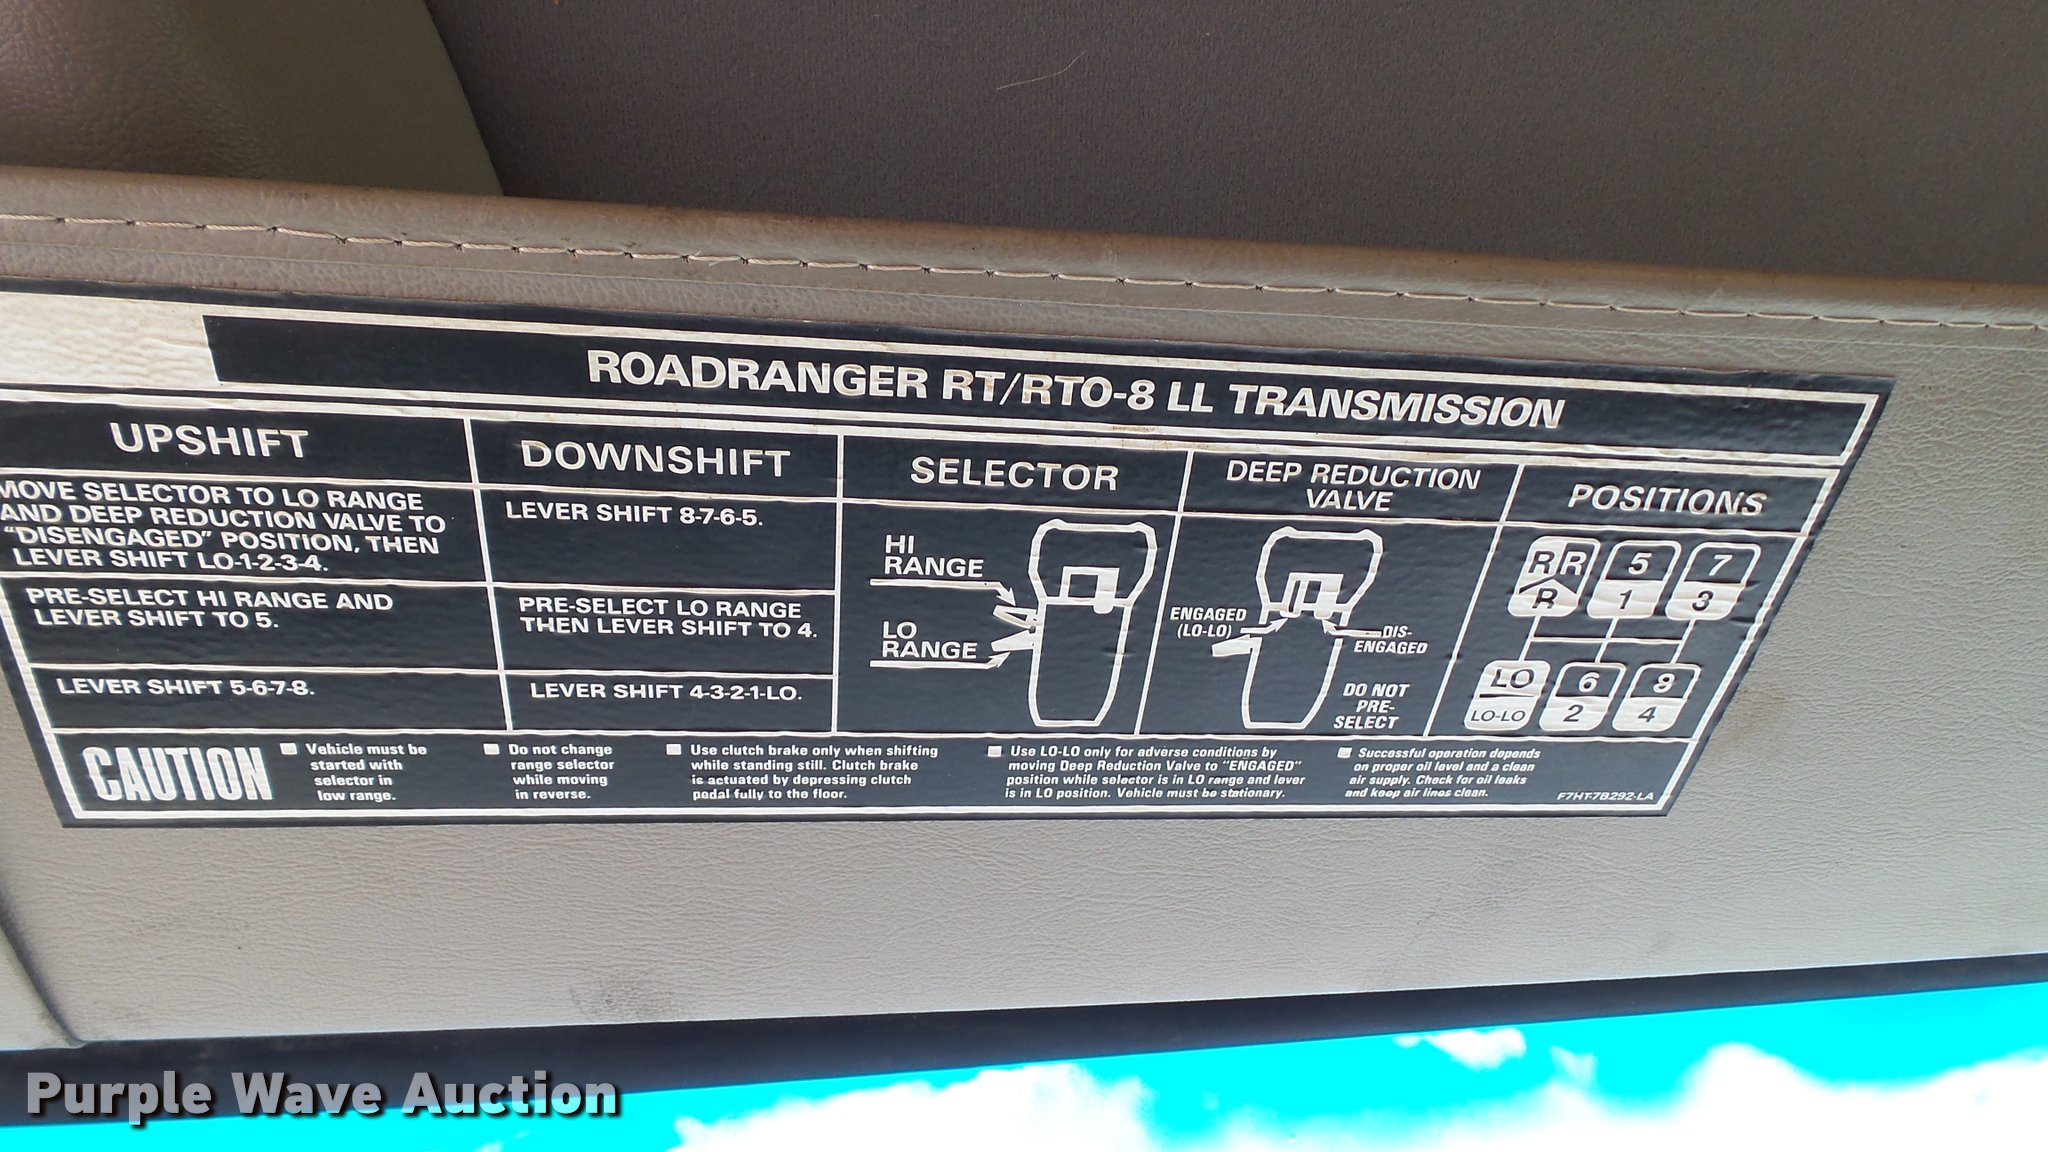 ROADRANGER RT/RTO-8 LL TRANSMISSION
UPSHIFT
MOVE SELECTOR TO LO RANGE
AND DEEP REDUCTION VALVE TO
"DISENGAGED" POSITION, THEN
LEVER SHIFT LO-1-2-3-4.
PRE-SELECT HI RANGE AND
LEVER SHIFT TO 5.
LEVER SHIFT 5-6-7-8.
DOWNSHIFT
LEVER SHIFT 8-7-6-5.
PRE-SELECT LO RANGE
THEN LEVER SHIFT TO 4.
LEVER SHIFT 4-3-2-1-LO.
SELECTOR
HI
RANGE
LO
RANGE
DEEP REDUCTION
VALVE
ENGAGED
(LO-LO)
DIS-
ENGAGED
DO NOT
PRE-
SELECT
POSITIONS
R R 5 7
R 1 3
LO 6 8
LO-LO 2 4
CAUTION
Vehicle must be
started with
selector in
low range.
Do not change
range selector
while moving
in reverse.
Use clutch brake only when shifting
while standing still. Clutch brake
is actuated by depressing clutch
pedal fully to the floor.
Use LO-LO only for adverse conditions by
moving Deep Reduction Valve to "ENGAGED"
position while selector is in LO range and lever
is in LO position. Vehicle must be stationary.
Successful operation depends
on proper oil level and a clean
air supply. Check for oil leaks
and keep air lines clean.
F7HT-7B292-LA
Purple Wave Auction